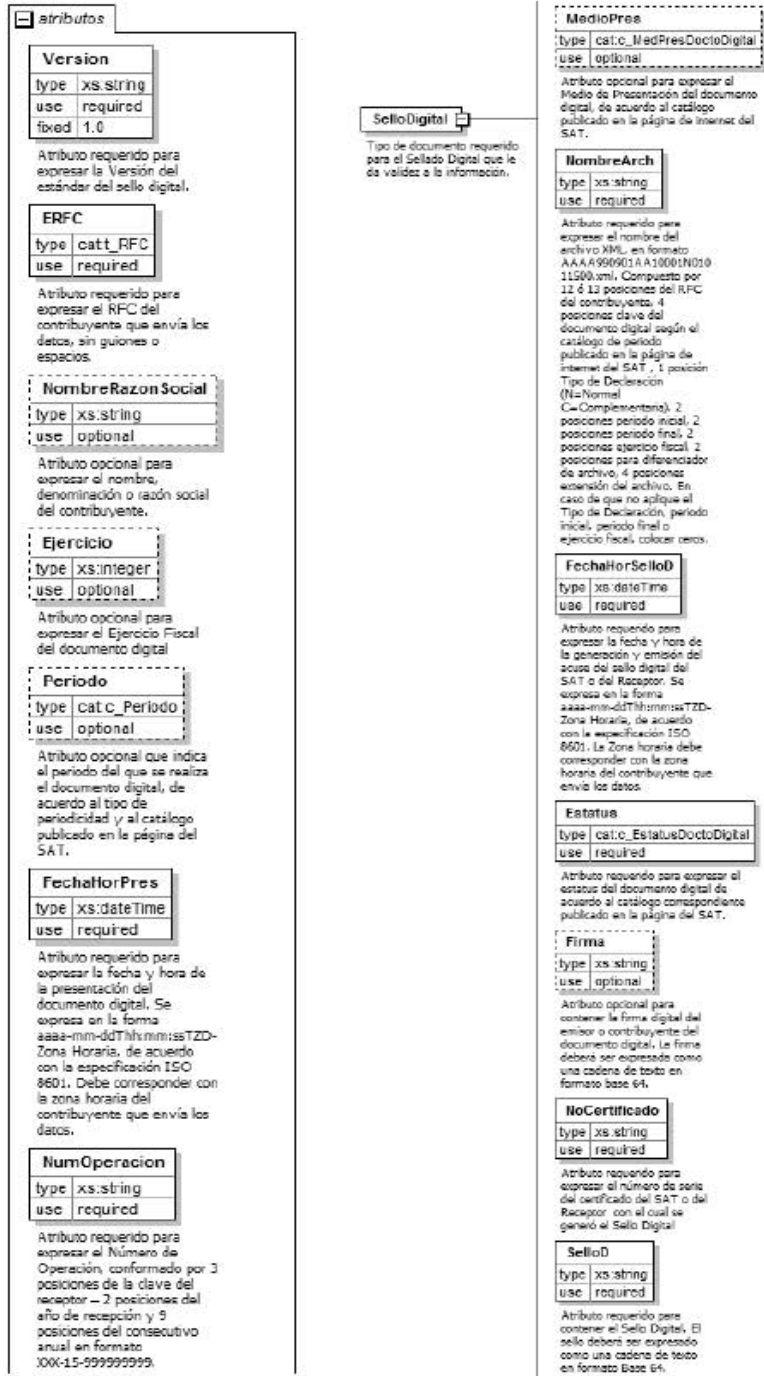 atributos
Version
type xs:string
use required
fixed 1.0
Atributo requerido para
expresar la Versión del
estándar del sello digital.
ERFC
type cat:t_RFC
use required
Atributo requerido para
expresar el RFC del
contribuyente que envía los
datos, sin guiones o
espacios.
NombreRazonSocial
type xs:string
use optional
Atributo opcional para
expresar el nombre,
denominación o razón social
del contribuyente.
Ejercicio
type xs:integer
use optional
Atributo opcional para
expresar el Ejercicio Fiscal
del documento digital
Periodo
type cat:c_Periodo
use optional
Atributo opcional que indica
el periodo del que se realiza
el documento digital, de
acuerdo al tipo de
periodicidad y al catálogo
publicado en la página del
SAT.
FechaHorPres
type xs:dateTime
use required
Atributo requerido para
expresar la fecha y hora de
la presentación del
documento digital. Se
expresa en la forma
aaaa-mm-ddThh:mm:ssTZD-
Zona Horaria, de acuerdo
con la especificación ISO
8601. Debe corresponder con
la zona horaria del
contribuyente que envía los
datos.
NumOperacion
type xs:string
use required
Atributo requerido para
expresar el Número de
Operación, conformado por 3
posiciones de la clave del
receptor – 2 posiciones del
año de recepción y 9
posiciones del consecutivo
anual en formato
XXX-15-999999999.
SelloDigital
Tipo de documento requerido
para el Sellado Digital que le
da validez a la información.
MedioPres
type cat:c_MedPresDoctoDigital
use optional
Atributo opcional para expresar el
Medio de Presentación del documento
digital, de acuerdo al catálogo
publicado en la página de internet del
SAT.
NombreArch
type xs:string
use required
Atributo requerido para
expresar el nombre del
archivo XML, en formato
AAAA990901AA10001N010
11500.xml. Compuesto por
12 ó 13 posiciones del RFC
del contribuyente, 4
posiciones clave del
documento digital según el
catálogo de periodo
publicado en la página de
internet del SAT , 1 posición
Tipo de Declaración
(N=Normal
C=Complementaria), 2
posiciones periodo inicial, 2
posiciones periodo final, 2
posiciones ejercicio fiscal, 2
posiciones para diferenciador
de archivo, 4 posiciones
extensión del archivo. En
caso de que no aplique el
Tipo de Declaración, periodo
inicial, periodo final o
ejercicio fiscal, colocar ceros.
FechaHorSelloD
type xs:dateTime
use required
Atributo requerido para
expresar la fecha y hora de
la generación y emisión del
acuse del sello digital del
SAT o del Receptor. Se
expresa en la forma
aaaa-mm-ddThh:mm:ssTZD-
Zona Horaria, de acuerdo
con la especificación ISO
8601. La Zona horaria debe
corresponder con la zona
horaria del contribuyente que
envía los datos.
Estatus
type cat:c_EstatusDoctoDigital
use required
Atributo requerido para expresar el
estatus del documento digital de
acuerdo al catálogo correspondiente
publicado en la página del SAT.
Firma
type xs:string
use optional
Atributo opcional para
contener la firma digital del
emisor o contribuyente del
documento digital. La firma
deberá ser expresada como
una cadena de texto en
formato base 64.
NoCertificado
type xs:string
use required
Atributo requerido para
expresar el número de serie
del certificado del SAT o del
Receptor con el cual se
generó el Sello Digital
SelloD
type xs:string
use required
Atributo requerido para
contener el Sello Digital. El
sello deberá ser expresado
como una cadena de texto
en formato Base 64.